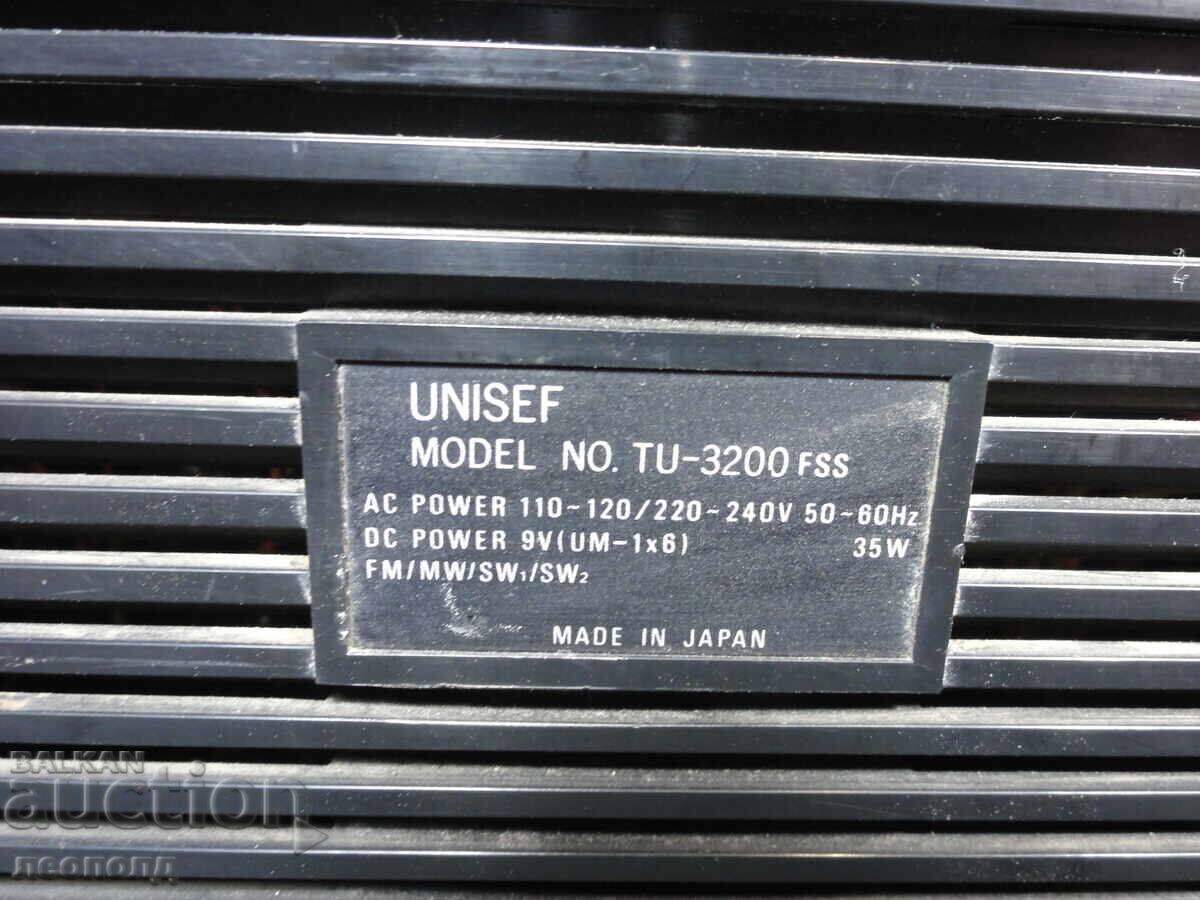 UNISEF
MODEL NO. TU-3200 FSS
AC POWER 110~120/220~240V 50~60Hz
DC POWER 9V(UM-1x6) 35W
FM/MW/SW1/SW2
MADE IN JAPAN
BALKAN
auction
леополд